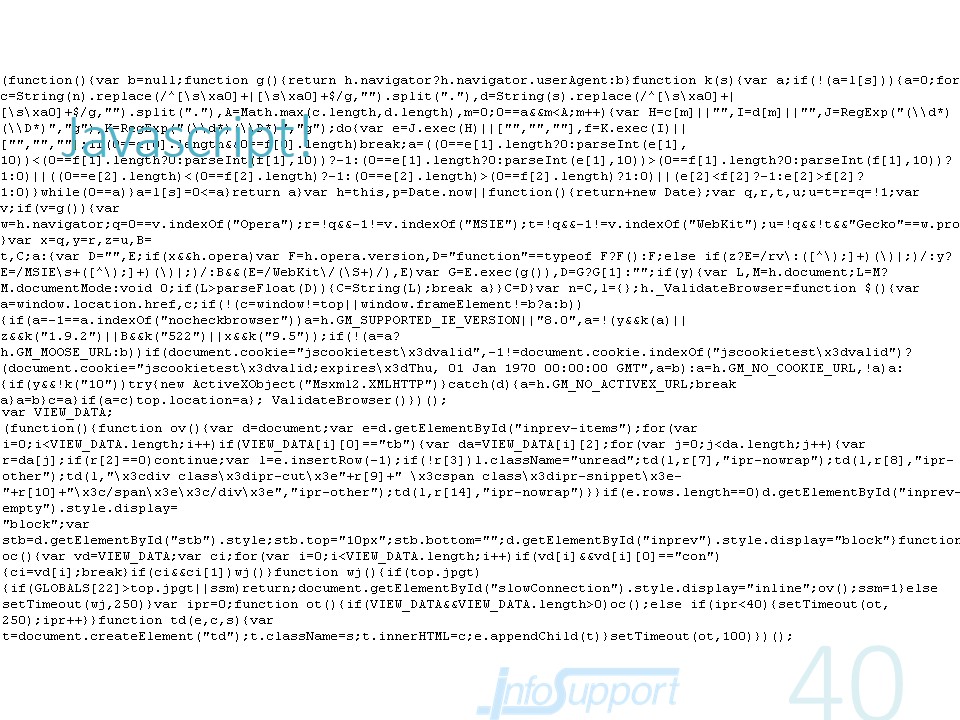 Javascript!
(function(){var b=null;function g(){return h.navigator?h.navigator.userAgent:b}function k(s){var a;if(!(a=l[s])){a=0;for
c=String(n).replace(/^[\s\xa0]+|[\s\xa0]+$/g,"").split("."),d=String(s).replace(/^[\s\xa0]+|
[\s\xa0]+$/g,"").split("."),A=Math.max(c.length,d.length),m=0;0==a&&m<A;m++){var H=c[m]||"",I=d[m]||"",J=RegExp("(\\d*)
(\\D*)","g"),K=RegExp("(\\d*)(\\D*)","g");do{var e=J.exec(H)||["","",""],f=K.exec(I)||
["","",""];if(0==e[0].length&&0==f[0].length)break;a=((0==e[1].length?0:parseInt(e[1],
10))<(0==f[1].length?0:parseInt(f[1],10))?-1:(0==e[1].length?0:parseInt(e[1],10))>(0==f[1].length?0:parseInt(f[1],10))?
1:0)||((0==e[2].length)<(0==f[2].length)?-1:(0==e[2].length)>(0==f[2].length)?1:0)||(e[2]<f[2]?-1:e[2]>f[2]?
1:0)}while(0==a)}a=l[s]=0<=a}return a}var h=this,p=Date.now||function(){return+new Date};var q,r,t,u;u=t=r=q=!1;var
v;if(v=g()){var
w=h.navigator;q=0==v.indexOf("Opera");r=!q&&-1!=v.indexOf("MSIE");t=!q&&-1!=v.indexOf("WebKit");u=!q&&!t&&"Gecko"==w.pro
}var x=q,y=r,z=u,B=
t,C;a:{var D="",E;if(x&&h.opera)var F=h.opera.version,D="function"==typeof F?F():F;else if(z?E=/rv\:([^\);]+)(\)|;)/:y?
E=/MSIE\s+([^\);]+)(\)|;)/:B&&(E=/WebKit\/(\S+)/),E)var G=E.exec(g()),D=G?G[1]:"";if(y){var L,M=h.document;L=M?
M.documentMode:void 0;if(L>parseFloat(D)){C=String(L);break a}}C=D}var n=C,l={};h._ValidateBrowser=function $(){var
a=window.location.href,c;if(!(c=window!=top||window.frameElement!=b?a:b))
{if(a=-1==a.indexOf("nocheckbrowser"))a=h.GM_SUPPORTED_IE_VERSION||"8.0",a=!(y&&k(a)||
z&&k("1.9.2")||B&&k("522")||x&&k("9.5"));if(!(a=a?
h.GM_MOOSE_URL:b))if(document.cookie="jscookietest\x3dvalid",-1!=document.cookie.indexOf("jscookietest\x3dvalid")?
(document.cookie="jscookietest\x3dvalid;expires\x3dThu, 01 Jan 1970 00:00:00 GMT",a=b):a=h.GM_NO_COOKIE_URL,!a)a:
{if(y&&!k("10"))try{new ActiveXObject("Msxml2.XMLHTTP")}catch(d){a=h.GM_NO_ACTIVEX_URL;break
a}a=b}c=a}if(a=c)top.location=a}; ValidateBrowser()})();
var VIEW_DATA;
(function(){function ov(){var d=document;var e=d.getElementById("inprev-items");for(var
i=0;i<VIEW_DATA.length;i++)if(VIEW_DATA[i][0]=="tb"){var da=VIEW_DATA[i][2];for(var j=0;j<da.length;j++){var
r=da[j];if(r[2]==0)continue;var l=e.insertRow(-1);if(!r[3])l.className="unread";td(l,r[7],"ipr-nowrap");td(l,r[8],"ipr-
other");td(l,"\x3cdiv class\x3dipr-cut\x3e"+r[9]+" \x3cspan class\x3dipr-snippet\x3e-
"+r[10]+"\x3c/span\x3e\x3c/div\x3e","ipr-other");td(l,r[14],"ipr-nowrap")}}if(e.rows.length==0)d.getElementById("inprev-
empty").style.display=
"block";var
stb=d.getElementById("stb").style;stb.top="10px";stb.bottom="";d.getElementById("inprev").style.display="block"}function
oc(){var vd=VIEW_DATA;var ci;for(var i=0;i<VIEW_DATA.length;i++)if(vd[i]&&vd[i][0]=="con")
{ci=vd[i];break}if(ci&&ci[1])wj()}function wj(){if(top.jpgt)
{if(GLOBALS[22]>top.jpgt||ssm)return;document.getElementById("slowConnection").style.display="inline";ov();ssm=1}else
setTimeout(wj,250)}var ipr=0;function ot(){if(VIEW_DATA&&VIEW_DATA.length>0)oc();else if(ipr<40){setTimeout(ot,
250);ipr++}}function td(e,c,s){var
t=document.createElement("td");t.className=s;t.innerHTML=c;e.appendChild(t)}setTimeout(ot,100)})();
infoSupport
40